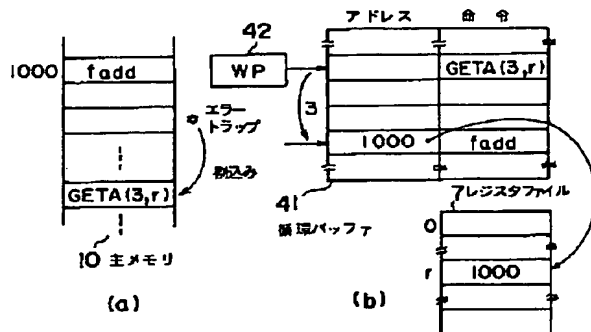 1000
fadd
エラー
トラップ
割込み
GETA(3,r)
10 主メモリ
(a)
42
WP
アドレス 命令
GETA(3,r)
3
1000 fadd
41
循環バッファ
7レジスタファイル
0
r 1000
(b)